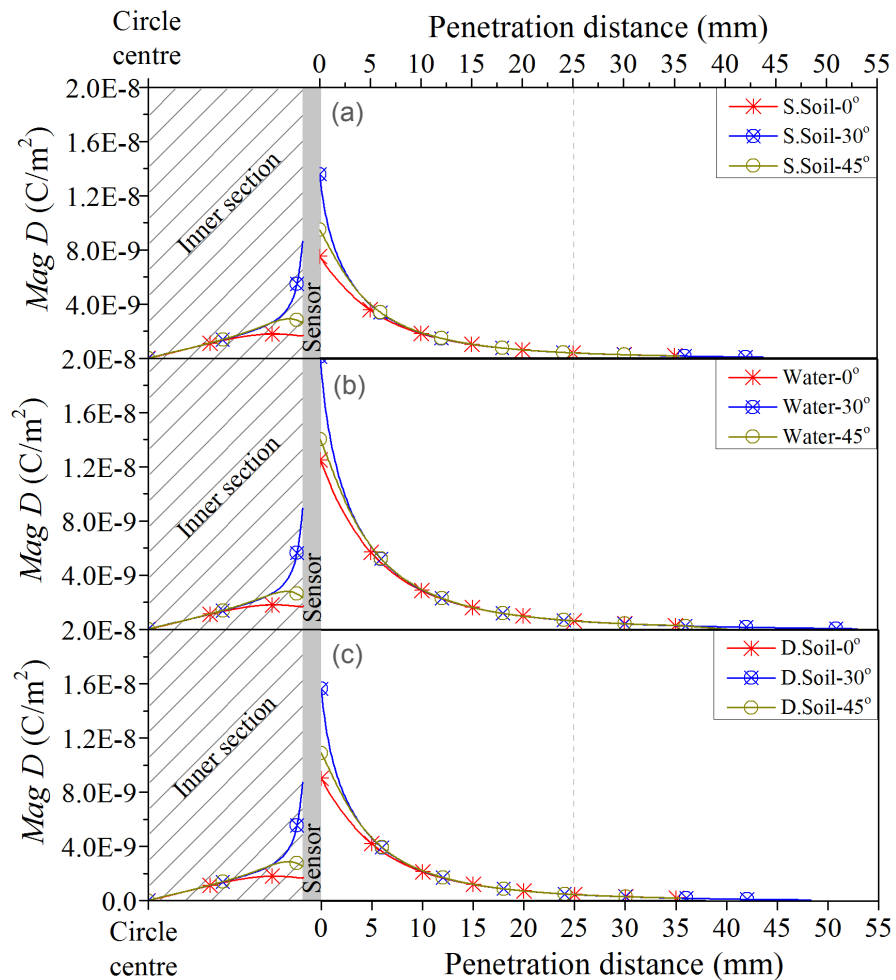 Circle
centre
Penetration distance (mm)
0 5 10 15 20 25 30 35 40 45 50 55
2.0E-8
1.6E-8
1.2E-8
8.0E-9
4.0E-9
Mag D (C/m²)
Inner section
Sensor
(a)
S.Soil-0°
S.Soil-30°
S.Soil-45°
2.0E-8
1.6E-8
1.2E-8
8.0E-9
4.0E-9
Mag D (C/m²)
Inner section
Sensor
(b)
Water-0°
Water-30°
Water-45°
2.0E-8
1.6E-8
1.2E-8
8.0E-9
4.0E-9
0.0
Mag D (C/m²)
Inner section
Sensor
(c)
D.Soil-0°
D.Soil-30°
D.Soil-45°
0 5 10 15 20 25 30 35 40 45 50 55
Circle
centre
Penetration distance (mm)